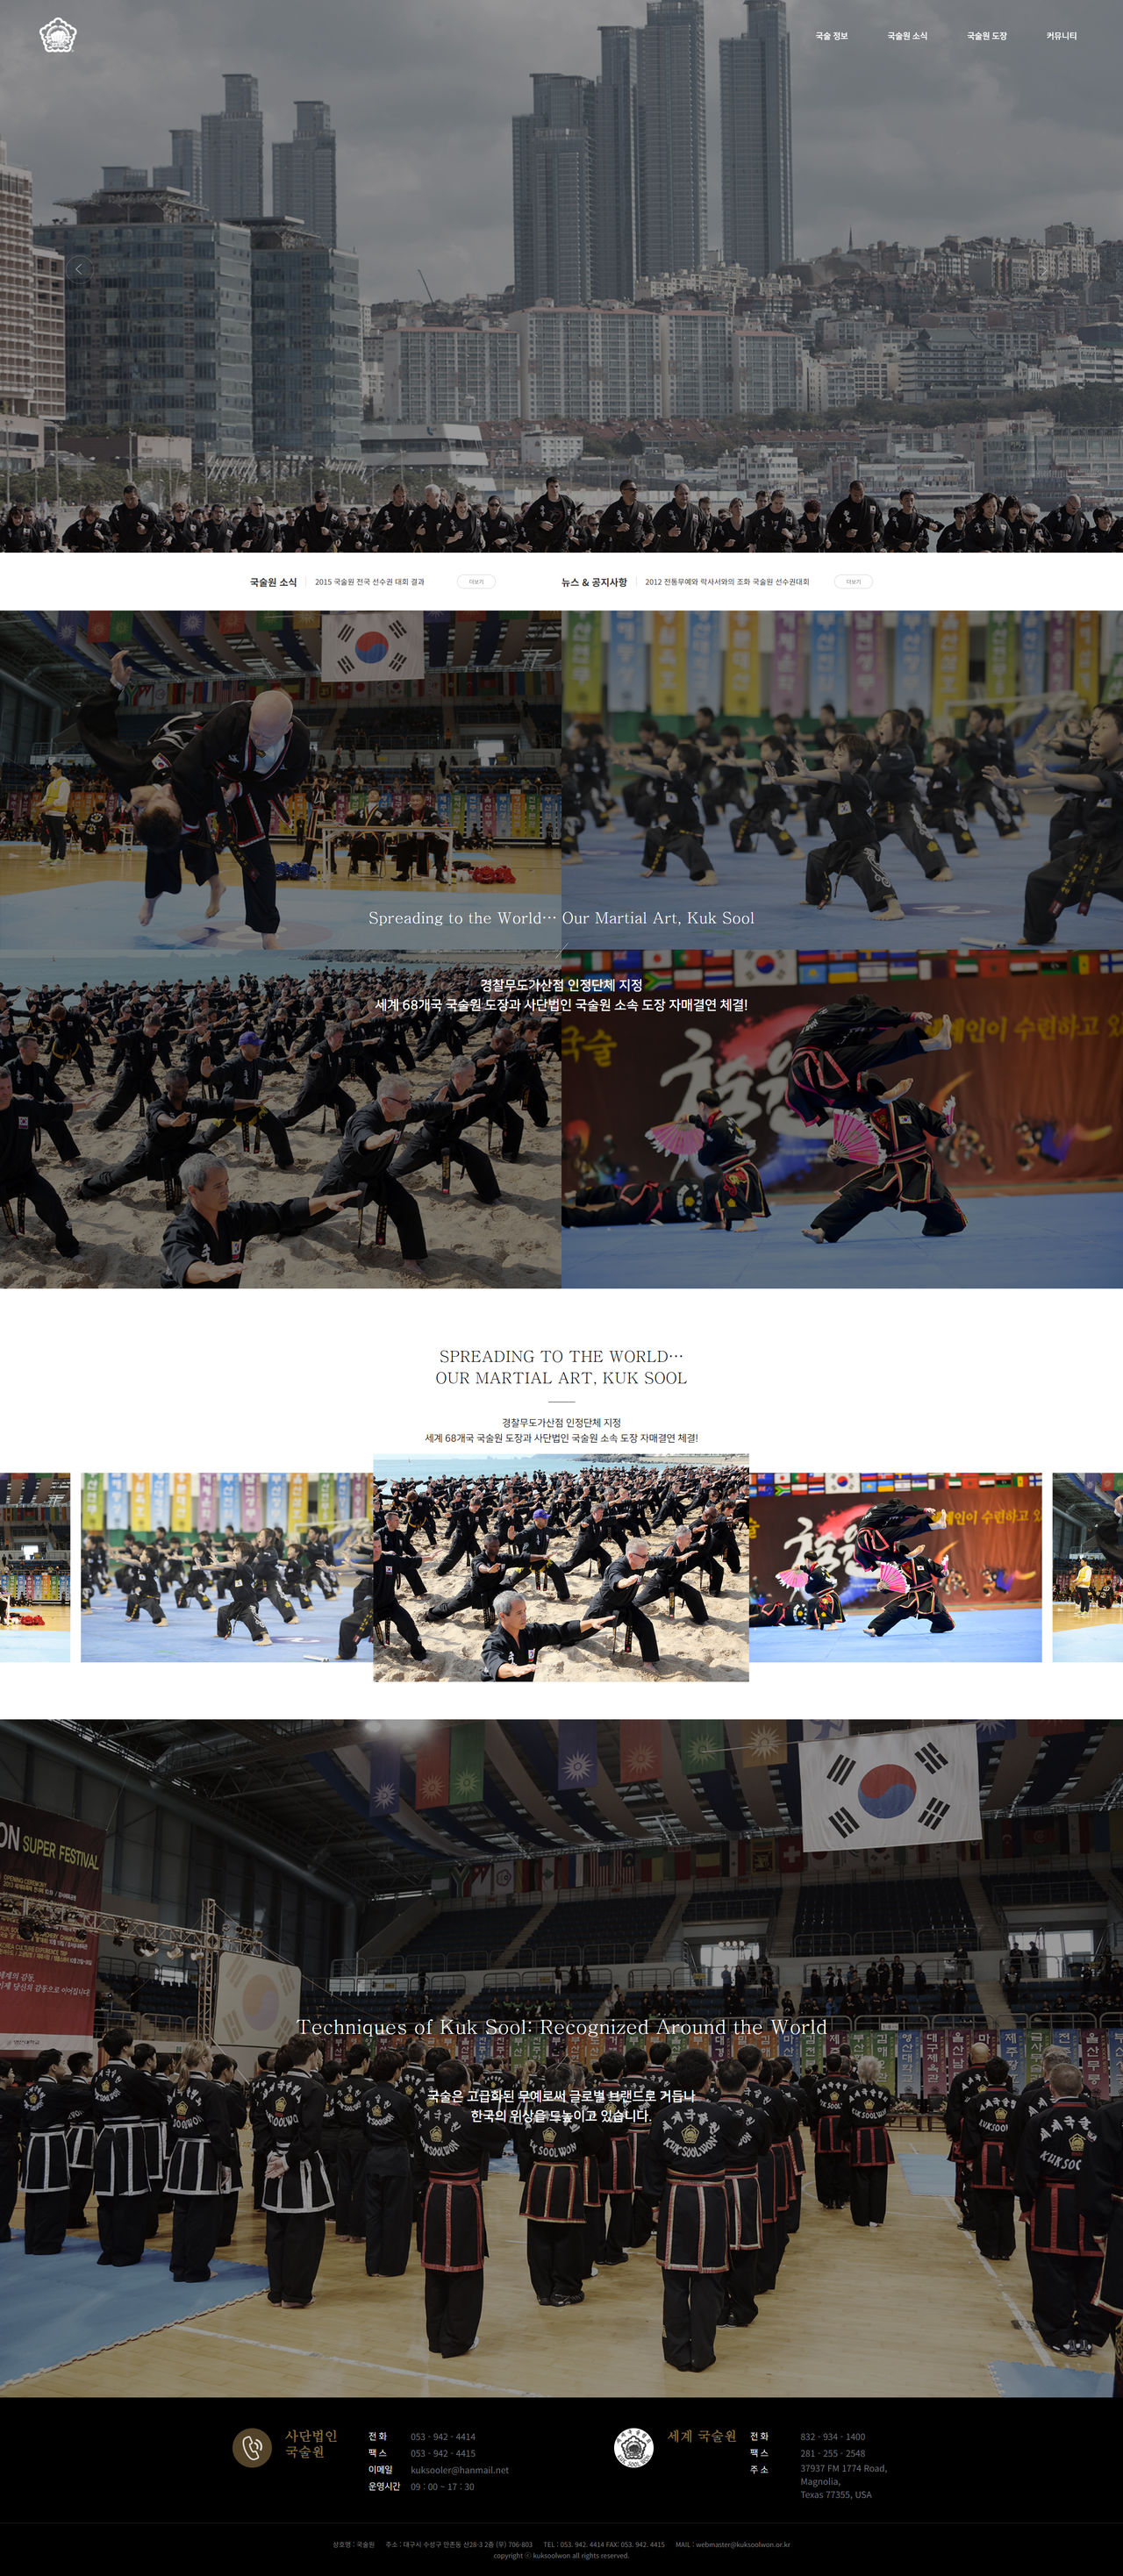 국술 정보
국술원 소식
국술원 도장
커뮤니티
국술원 소식
2015 국술원 전국 선수권 대회 결과
더보기
뉴스 & 공지사항
2012 전통무예와 택사서와의 조화 국술원 선수권대회
더보기
Spreading to the World… Our Martial Art, Kuk Sool
경찰무도가산점 인정단체 지정
세계 68개국 국술원 도장과 사단법인 국술원 소속 도장 자매결연 체결!
SPREADING TO THE WORLD…
OUR MARTIAL ART, KUK SOOL
경찰무도가산점 인정단체 지정
세계 68개국 국술원 도장과 사단법인 국술원 소속 도장 자매결연 체결!
ON SUPER FESTIVAL
OPENING CEREMONY
Techniques of Kuk Sool: Recognized Around the World
국술은 고급화된 무예로써 글로벌 브랜드로 거듭나
한국의 위상을 드높이고 있습니다.
사단법인
국술원
전 화 053 - 942 - 4414
팩 스 053 - 942 - 4415
이메일 kuksooler@hanmail.net
운영시간 09 : 00 ~ 17 : 30
세계 국술원
전 화 832 - 934 - 1400
팩 스 281 - 255 - 2548
주 소 37937 FM 1774 Road,
Magnolia,
Texas 77355, USA
상호명 : 국술원 주소 : 대구시 수성구 만촌동 산28-3 2층 (우) 706-803 TEL : 053. 942. 4414 FAX: 053. 942. 4415 MAIL : webmaster@kuksoolwon.or.kr
copyright ⓒ kuksoolwon all rights reserved.